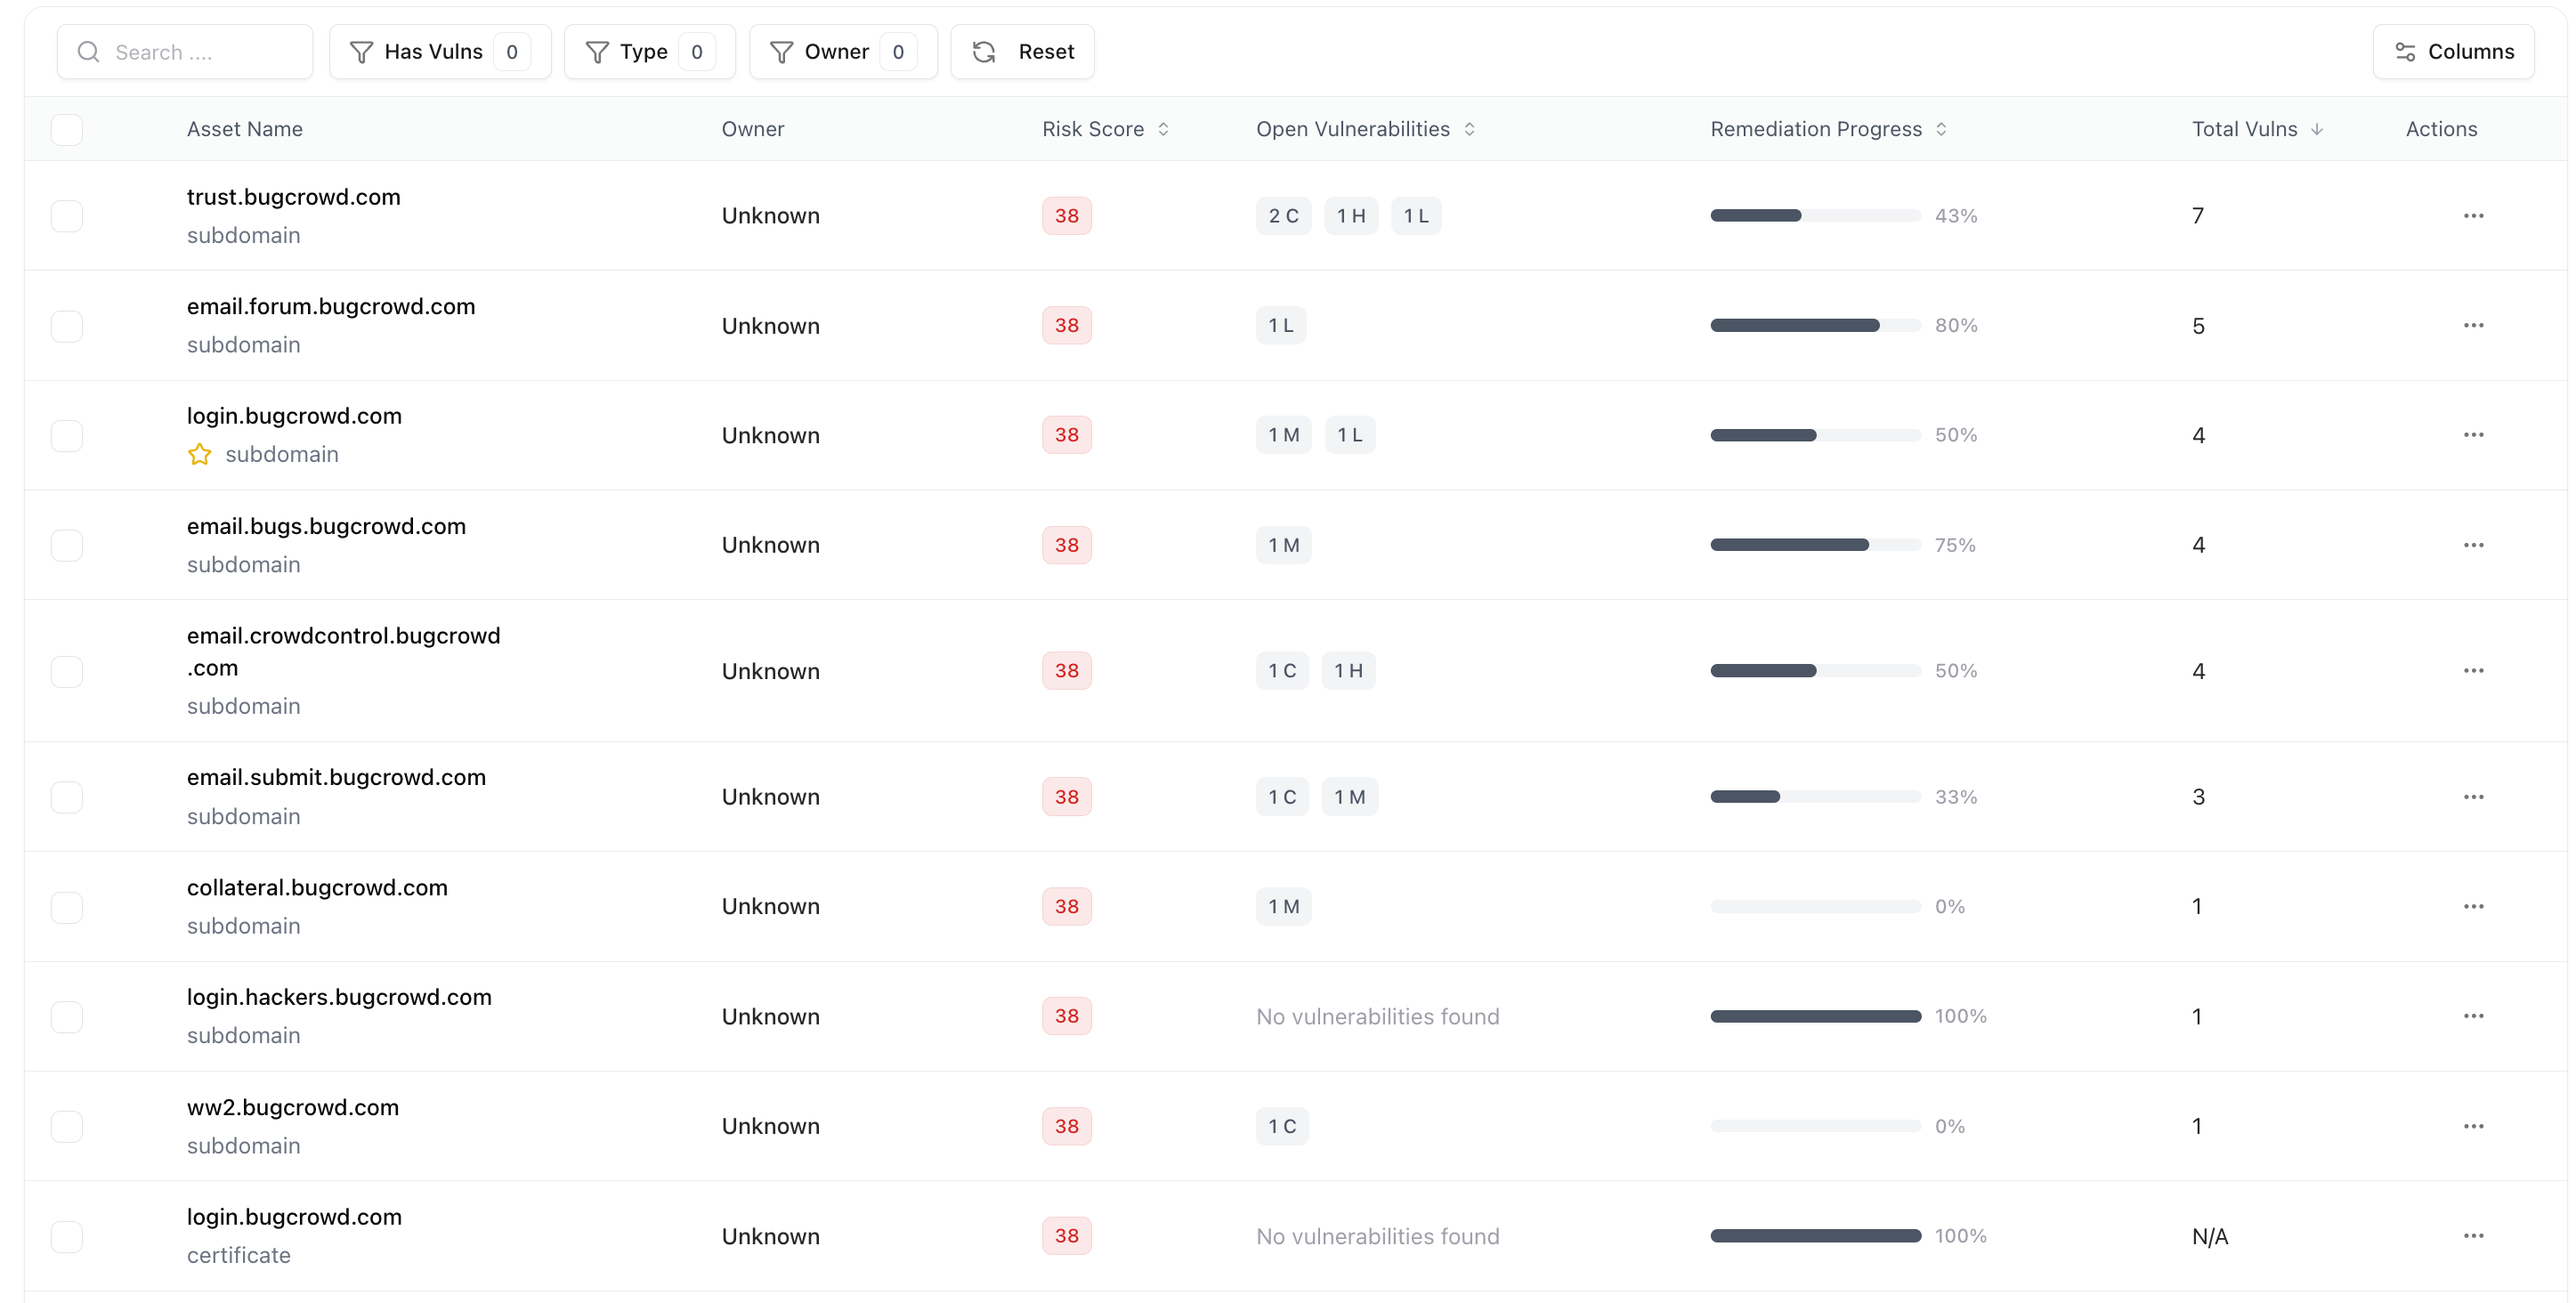 Search ....
Has Vulns 0
Type 0
Owner 0
Reset
Columns
Asset Name Owner Risk Score Open Vulnerabilities Remediation Progress Total Vulns Actions
trust.bugcrowd.com
subdomain
Unknown 38 2 C 1 H 1 L 43% 7
email.forum.bugcrowd.com
subdomain
Unknown 38 1 L 80% 5
login.bugcrowd.com
subdomain
Unknown 38 1 M 1 L 50% 4
email.bugs.bugcrowd.com
subdomain
Unknown 38 1 M 75% 4
email.crowdcontrol.bugcrowd
.com
subdomain
Unknown 38 1 C 1 H 50% 4
email.submit.bugcrowd.com
subdomain
Unknown 38 1 C 1 M 33% 3
collateral.bugcrowd.com
subdomain
Unknown 38 1 M 0% 1
login.hackers.bugcrowd.com
subdomain
Unknown 38 No vulnerabilities found 100% 1
ww2.bugcrowd.com
subdomain
Unknown 38 1 C 0% 1
login.bugcrowd.com
certificate
Unknown 38 No vulnerabilities found 100% N/A